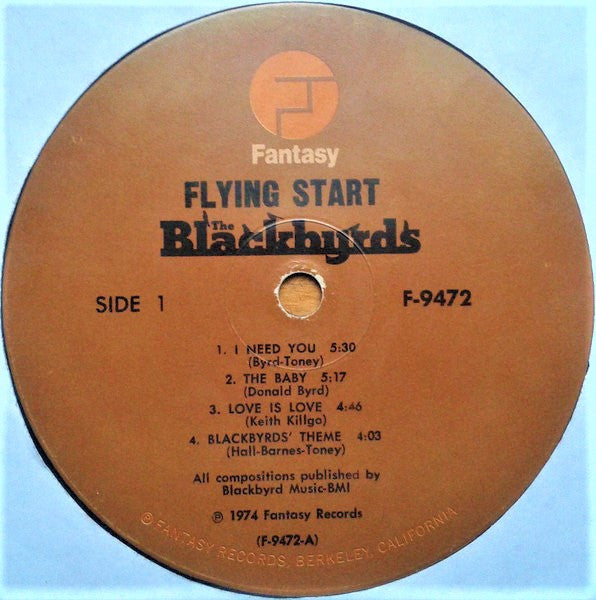 Fantasy
FLYING START
The
Blackbyrds
SIDE 1
F-9472
1. I NEED YOU 5:30
(Byrd-Toney)
2. THE BABY 5:17
(Donald Byrd)
3. LOVE IS LOVE 4:46
(Keith Killgo)
4. BLACKBYRDS' THEME 4:03
(Hall-Barnes-Toney)
All compositions published by
Blackbyrd Music-BMI
℗ 1974 Fantasy Records
(F-9472-A)
© FANTASY RECORDS, BERKELEY, CALIFORNIA